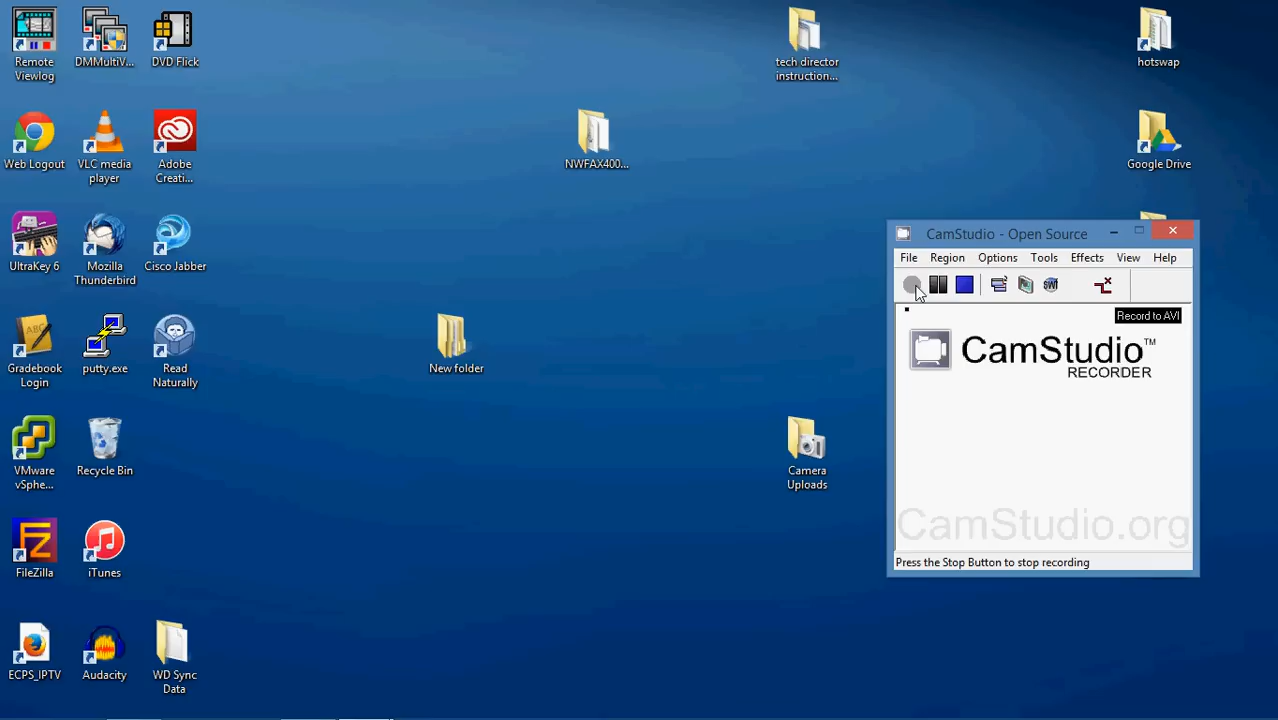 Remote
Viewlog
DMMultiV...
DVD Flick
tech director
instruction...
hotswap
Web Logout
VLC media
player
Adobe
Creati...
NWFAX400...
Google Drive
UltraKey 6
Mozilla
Thunderbird
Cisco Jabber
CamStudio - Open Source
File Region Options Tools Effects View Help
SWF
Record to AVI
CamStudio™
RECORDER
ABC
Gradebook
Login
putty.exe
Read
Naturally
New folder
VMware
vSphe...
Recycle Bin
Camera
Uploads
CamStudio.org
Press the Stop Button to stop recording
FileZilla
iTunes
ECPS_IPTV
Audacity
WD Sync
Data